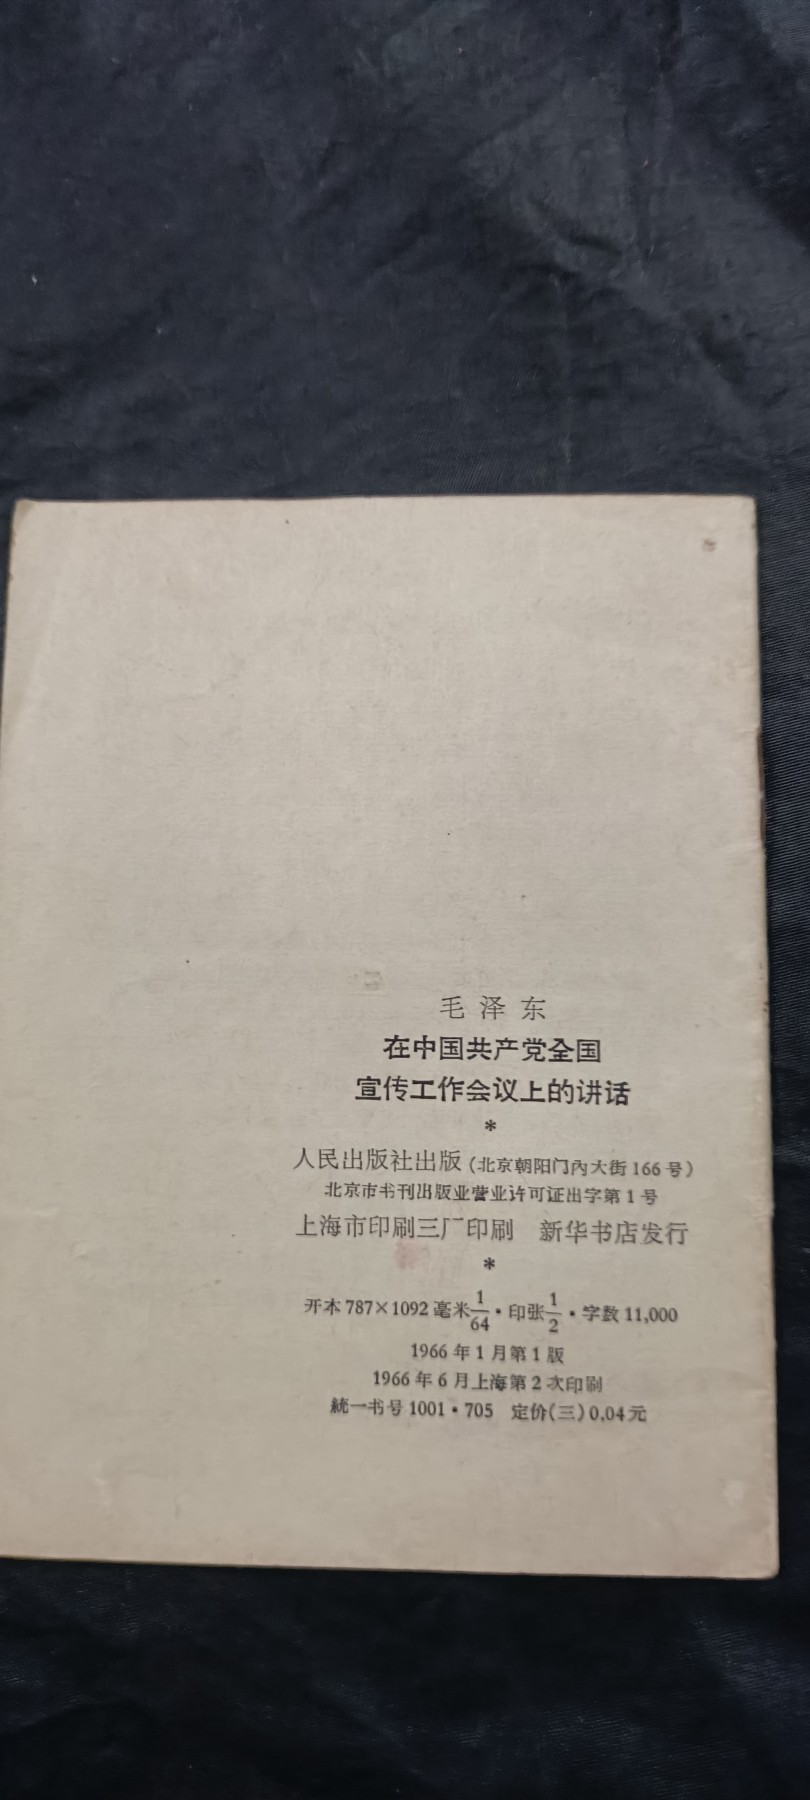 毛泽东
在中国共产党全国
宣传工作会议上的讲话
*
人民出版社出版（北京朝阳门內大街166号）
北京市书刊出版业营业许可证出字第1号
上海市印刷三厂印刷　新华书店发行
*
开本787×1092毫米1/64·印张1/2·字数11,000
1966年1月第1版
1966年6月上海第2次印刷
統一书号1001·705　定价(三)0.04元